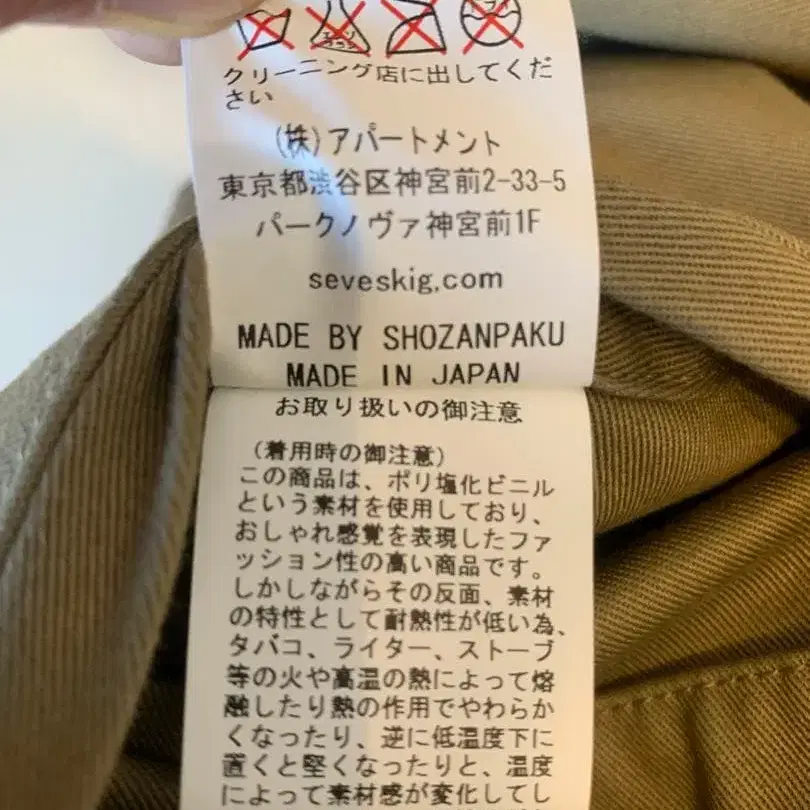 クリーニング店に出してくだ
さい
(株)アパートメント
東京都渋谷区神宮前2-33-5
パークノヴァ神宮前1F
seveskig.com
MADE BY SHOZANPAKU
MADE IN JAPAN
お取り扱いの御注意
(着用時の御注意)
この商品は、ポリ塩化ビニル
という素材を使用しており、
おしゃれ感覚を表現したファ
ッション性の高い商品です。
しかしながらその反面、素材
の特性として耐熱性が低い為、
タバコ、ライター、ストーブ
等の火や高温の熱によって熔
融したり熱の作用でやわらか
くなったり、逆に低温度下に
置くと堅くなったりと、温度
によって素材感が変化してし